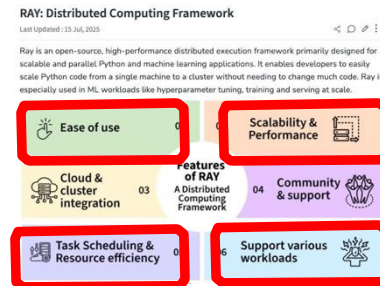 RAY: Distributed Computing Framework
Last Updated : 15 Jul, 2025
Ray is an open-source, high-performance distributed execution framework primarily designed for
scalable and parallel Python and machine learning applications. It enables developers to easily
scale Python code from a single machine to a cluster without needing to change much code. Ray is
especially used in ML workloads like hyperparameter tuning, training and serving at scale.
Ease of use
Scalability &
Performance
Features
of RAY
A Distributed
Computing
Framework
Cloud &
cluster
integration
03
04
Community
& support
Task Scheduling &
Resource efficiency
Support various
workloads